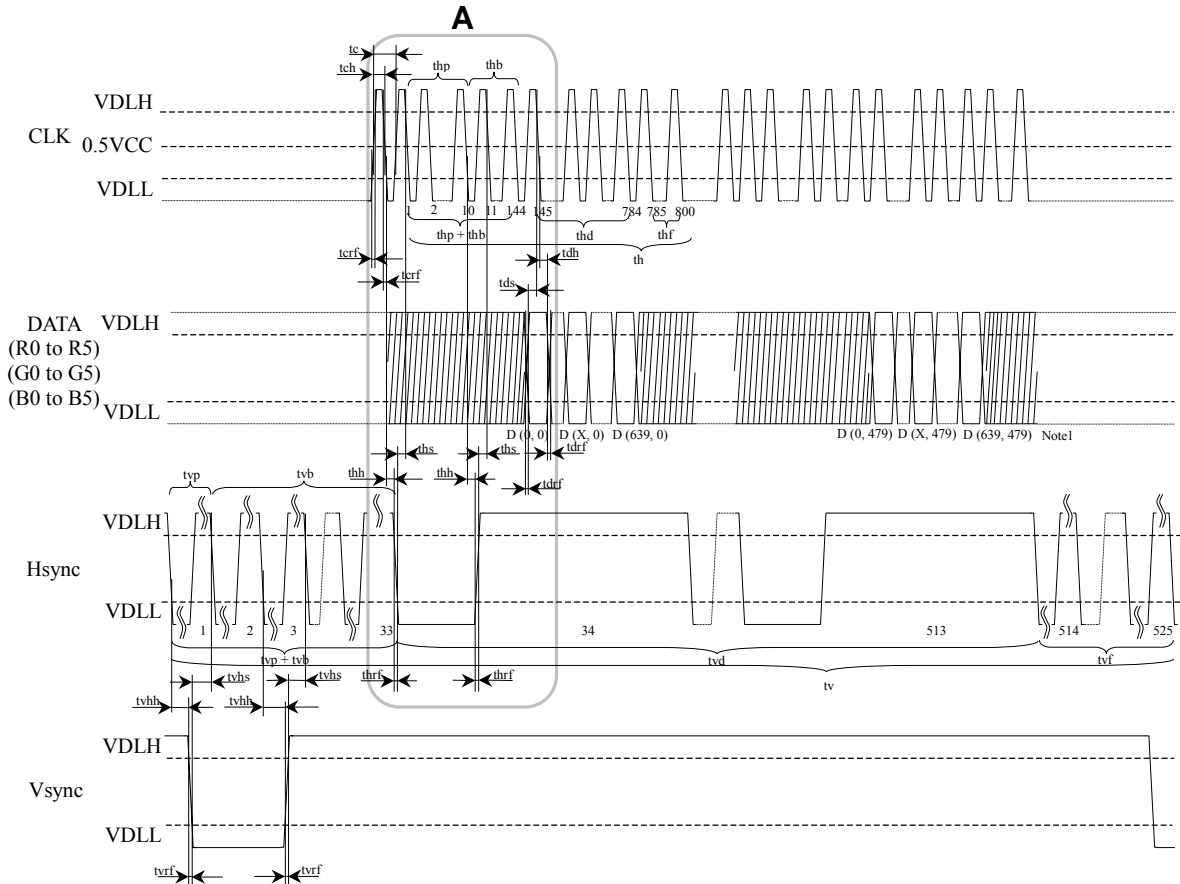 A
tc
tch
thp
thb
VDLH
CLK
0.5VCC
VDLL
1
2
10
11
144
145
784
785
800
thp + thb
thd
thf
th
tcrf
tcrf
tdh
tds
DATA
(R0 to R5)
(G0 to G5)
(B0 to B5)
VDLH
VDLL
D (0, 0)
D (X, 0)
D (639, 0)
D (0, 479)
D (X, 479)
D (639, 479)
Note1
ths
ths
tdrf
thh
thh
tdrf
tvp
tvb
VDLH
Hsync
VDLL
1
2
3
33
34
513
514
525
tvp + tvb
tvd
tvf
tv
tvhs
tvhs
thrf
thrf
tvhh
tvhh
VDLH
Vsync
VDLL
tvrf
tvrf